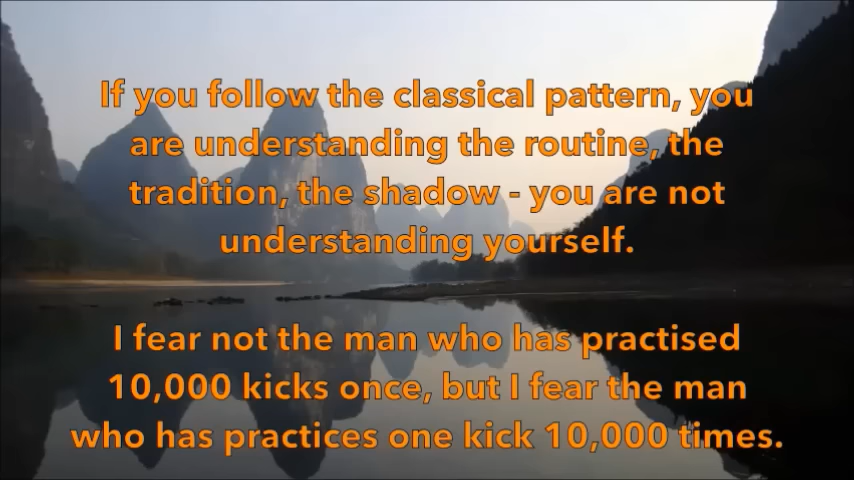 If you follow the classical pattern, you
are understanding the routine, the
tradition, the shadow - you are not
understanding yourself.
I fear not the man who has practised
10,000 kicks once, but I fear the man
who has practices one kick 10,000 times.